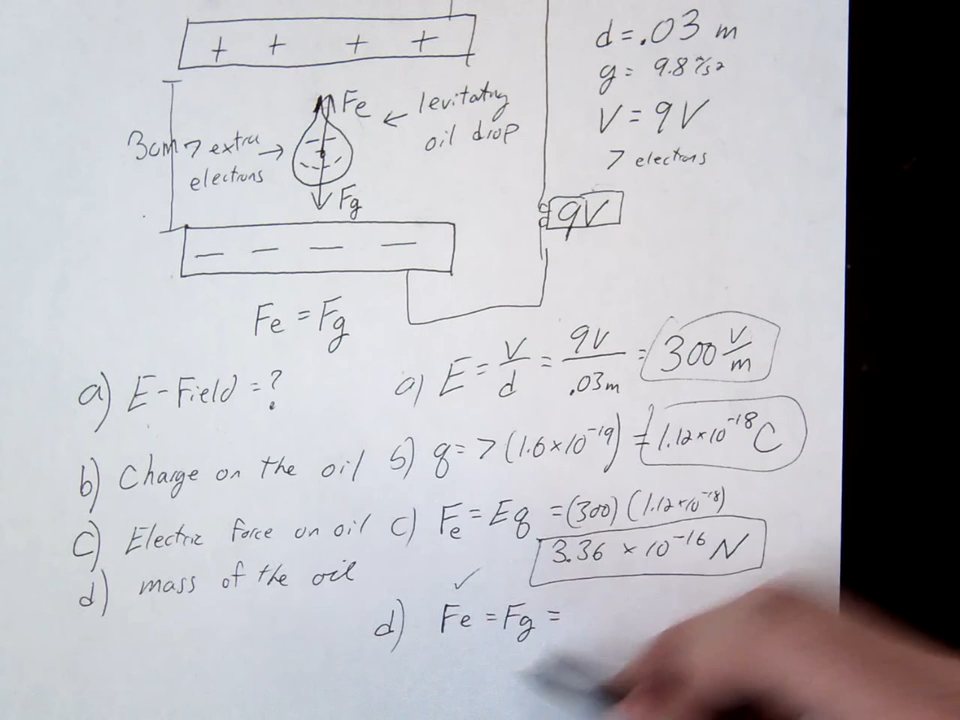 + + + +
d = .03 m
g = 9.8 m/s²
V = 9V
7 electrons
Fe
levitating
oil drop
3cm
7 extra
electrons
Fg
9V
— — — —
Fe = Fg
a) E-Field = ?
a) E = V/d = 9V/.03m = 300 V/m
b) Charge on the oil
b) q = 7(1.6×10⁻¹⁹) = 1.12×10⁻¹⁸ C
c) Electric force on oil
c) Fe = Eq = (300)(1.12×10⁻¹⁸)
3.36 × 10⁻¹⁶ N
d) mass of the oil
✓
d) Fe = Fg =